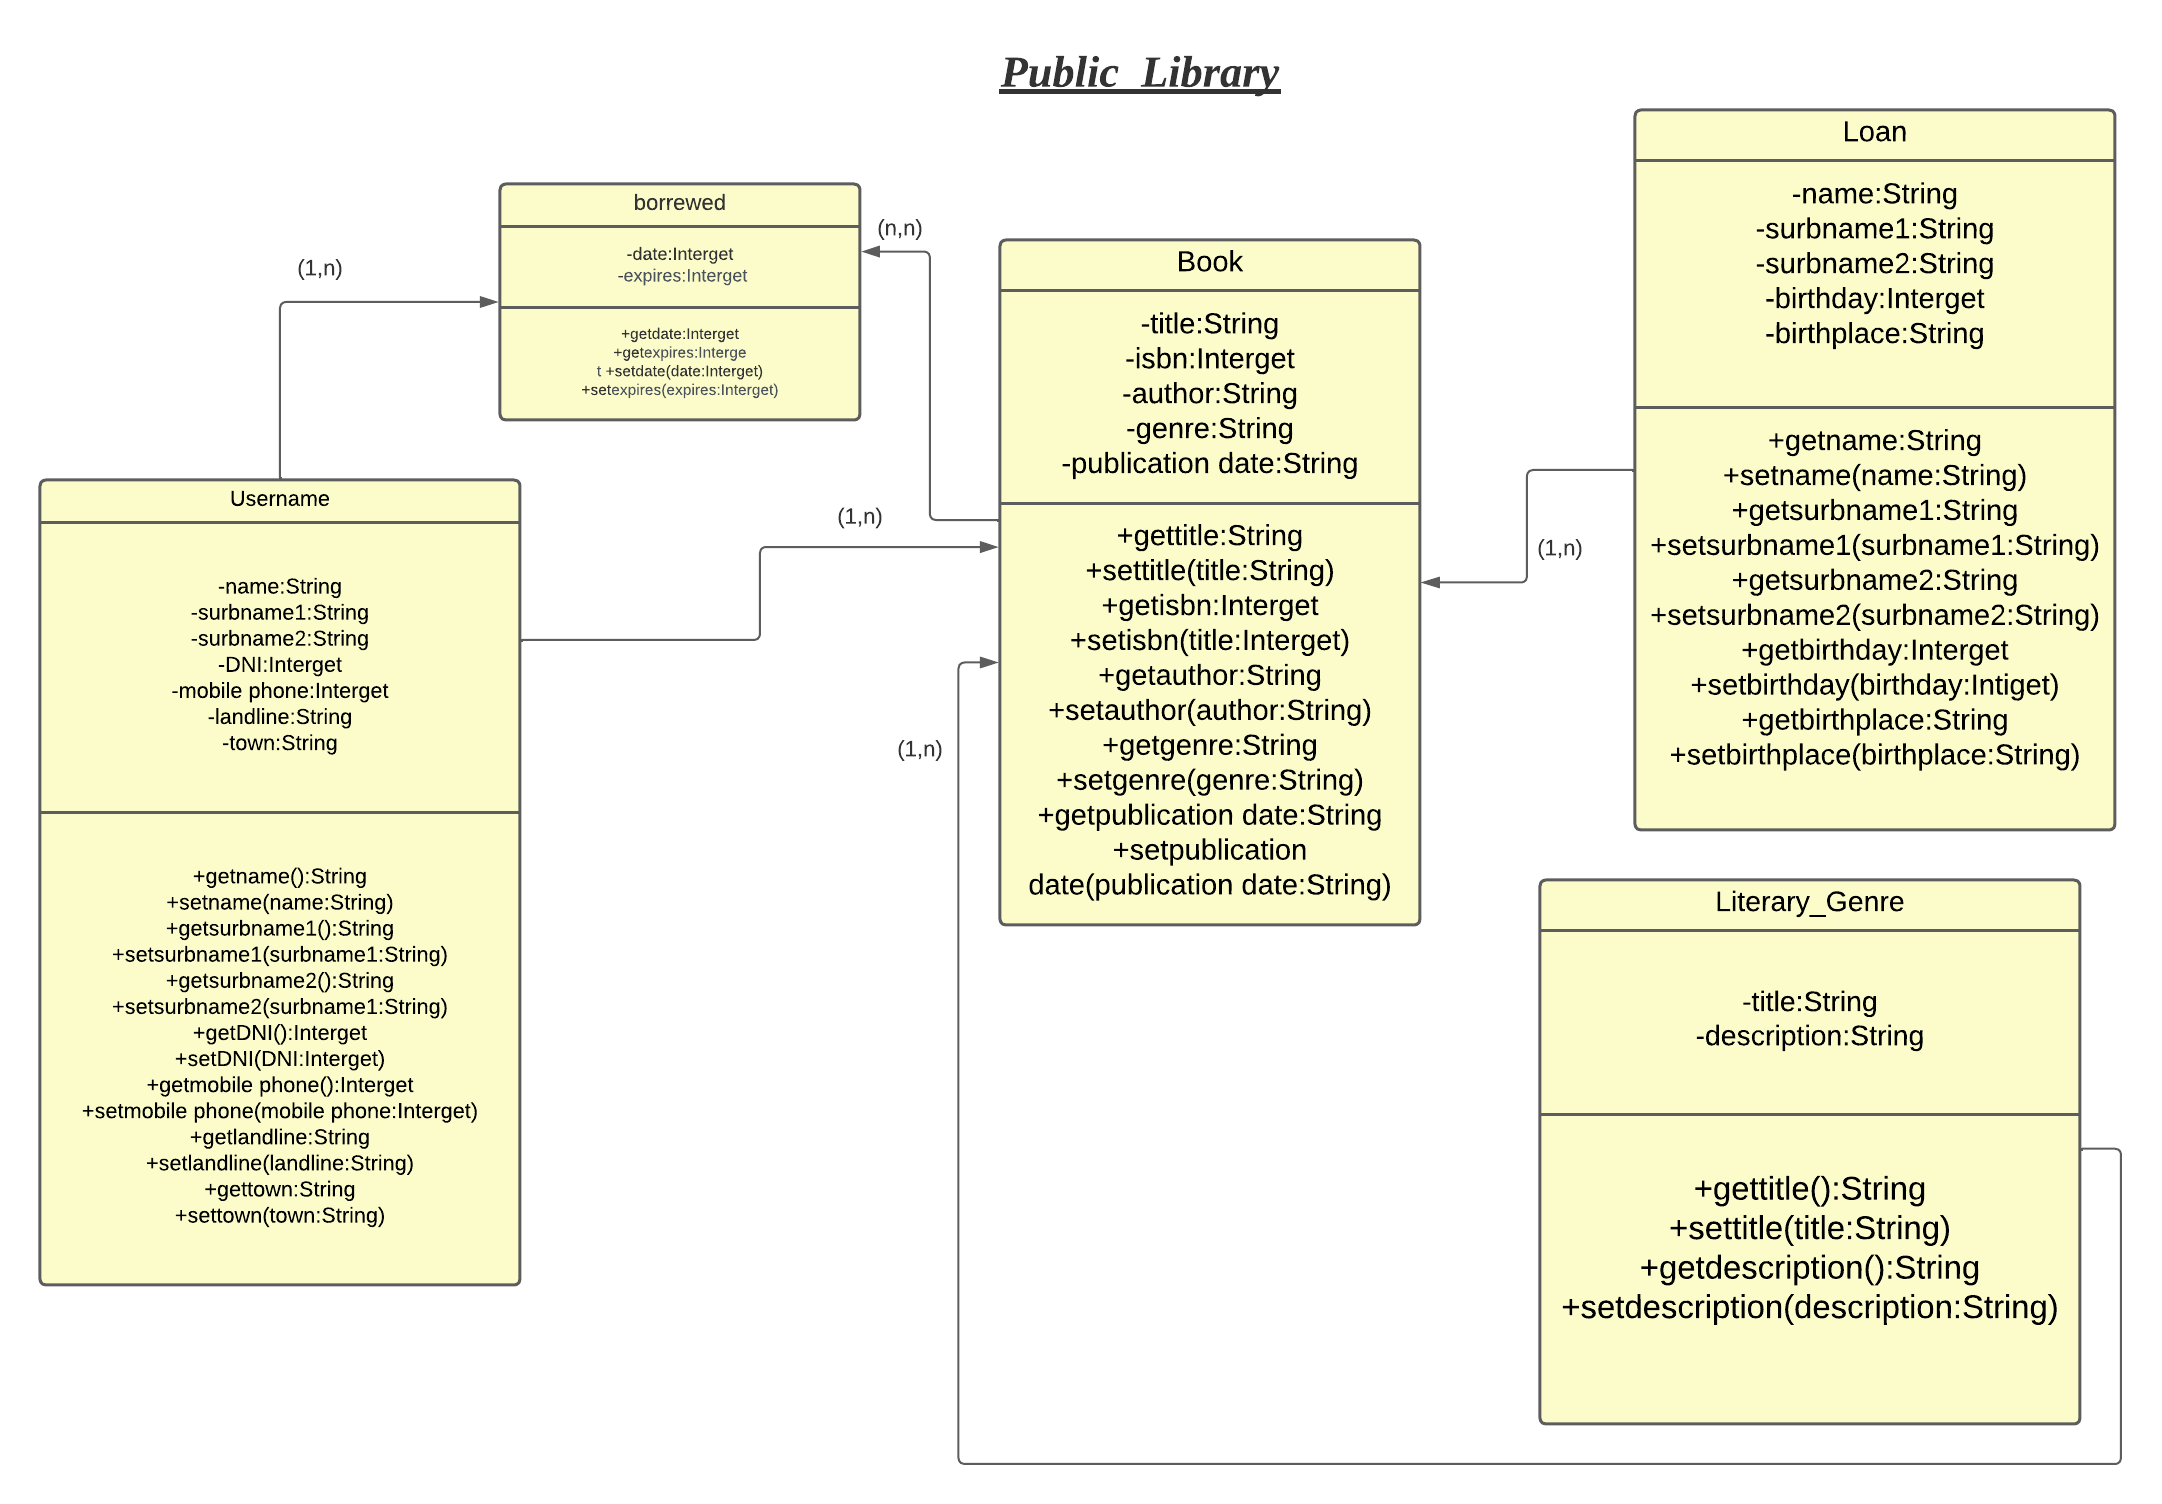 Public Library
Loan
-name:String
-surbname1:String
-surbname2:String
-birthday:Interget
-birthplace:String
+getname:String
+setname(name:String)
+getsurbname1:String
+setsurbname1(surbname1:String)
+getsurbname2:String
+setsurbname2(surbname2:String)
+getbirthday:Interget
+setbirthday(birthday:Intiget)
+getbirthplace:String
+setbirthplace(birthplace:String)
borrewed
-date:Interget
-expires:Interget
+getdate:Interget
+getexpires:Interge
t +setdate(date:Interget)
+setexpires(expires:Interget)
(n,n)
(1,n)
Book
-title:String
-isbn:Interget
-author:String
-genre:String
-publication date:String
+gettitle:String
+settitle(title:String)
+getisbn:Interget
+setisbn(title:Interget)
+getauthor:String
+setauthor(author:String)
+getgenre:String
+setgenre(genre:String)
+getpublication date:String
+setpublication
date(publication date:String)
(1,n)
(1,n)
(1,n)
Username
-name:String
-surbname1:String
-surbname2:String
-DNI:Interget
-mobile phone:Interget
-landline:String
-town:String
+getname():String
+setname(name:String)
+getsurbname1():String
+setsurbname1(surbname1:String)
+getsurbname2():String
+setsurbname2(surbname1:String)
+getDNI():Interget
+setDNI(DNI:Interget)
+getmobile phone():Interget
+setmobile phone(mobile phone:Interget)
+getlandline:String
+setlandline(landline:String)
+gettown:String
+settown(town:String)
Literary_Genre
-title:String
-description:String
+gettitle():String
+settitle(title:String)
+getdescription():String
+setdescription(description:String)